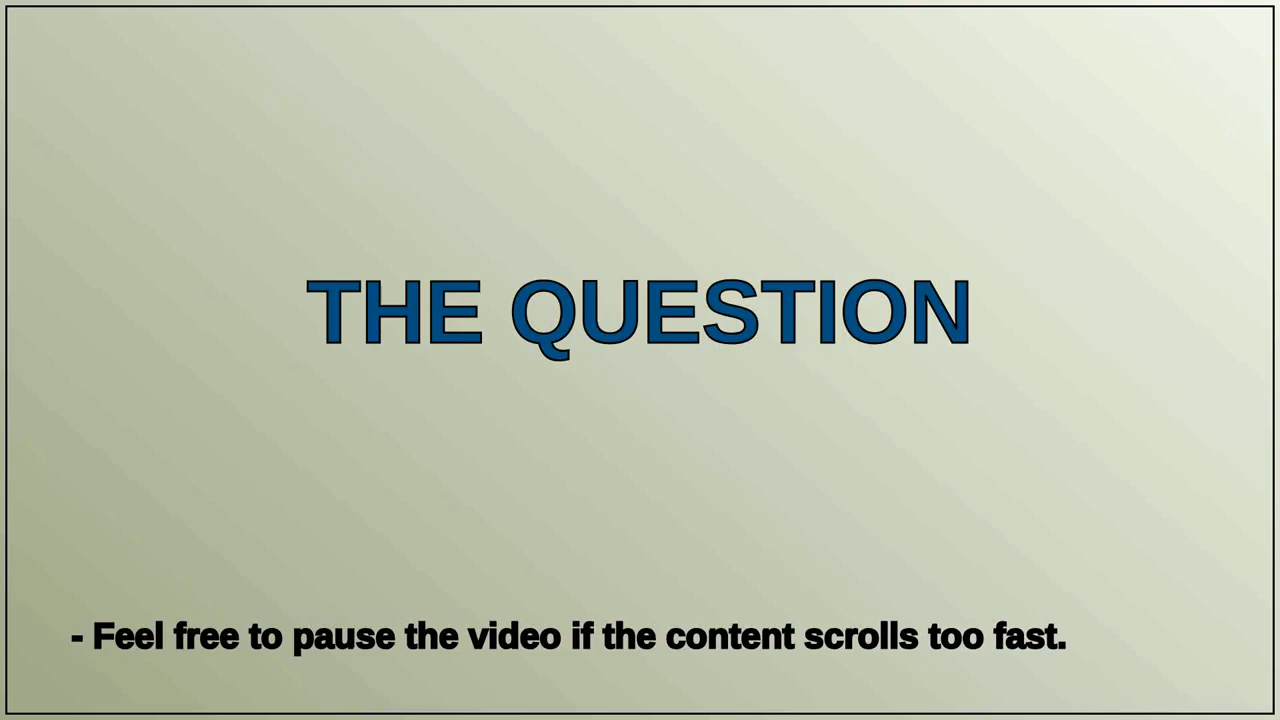 THE QUESTION
- Feel free to pause the video if the content scrolls too fast.